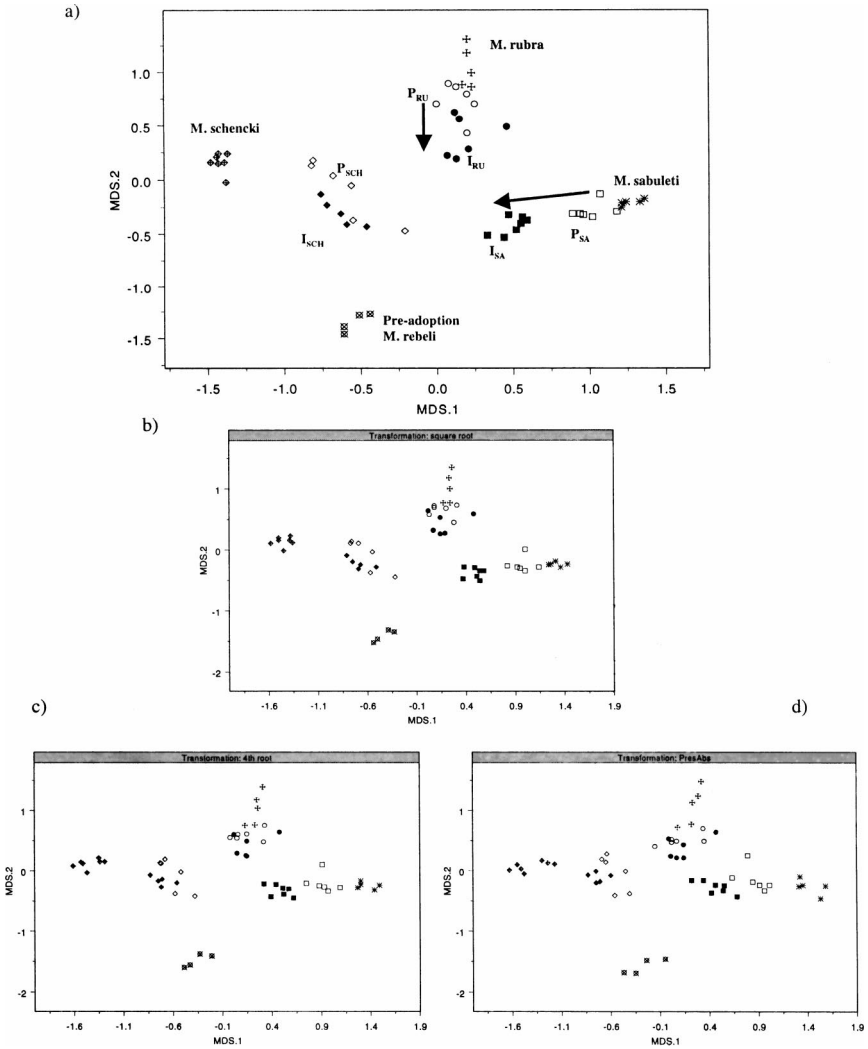 a)
M. rubra
P_RU
M. schencki
P_SCH
I_RU
M. sabuleti
I_SCH
I_SA
P_SA
Pre-adoption
M. rebeli
1.0
0.5
0.0
-0.5
-1.0
-1.5
MDS.2
-1.5 -1.0 -0.5 0.0 0.5 1.0 1.5
MDS.1
b)
Transformation: square root
1
0
-1
-2
MDS.2
-1.6 -1.1 -0.6 -0.1 0.4 0.9 1.4 1.9
MDS.1
c)
Transformation: 4th root
1
0
-1
-2
MDS.2
-1.6 -1.1 -0.6 -0.1 0.4 0.9 1.4 1.9
MDS.1
d)
Transformation: PresAbs
1
0
-1
-2
MDS.2
-1.6 -1.1 -0.6 -0.1 0.4 0.9 1.4 1.9
MDS.1